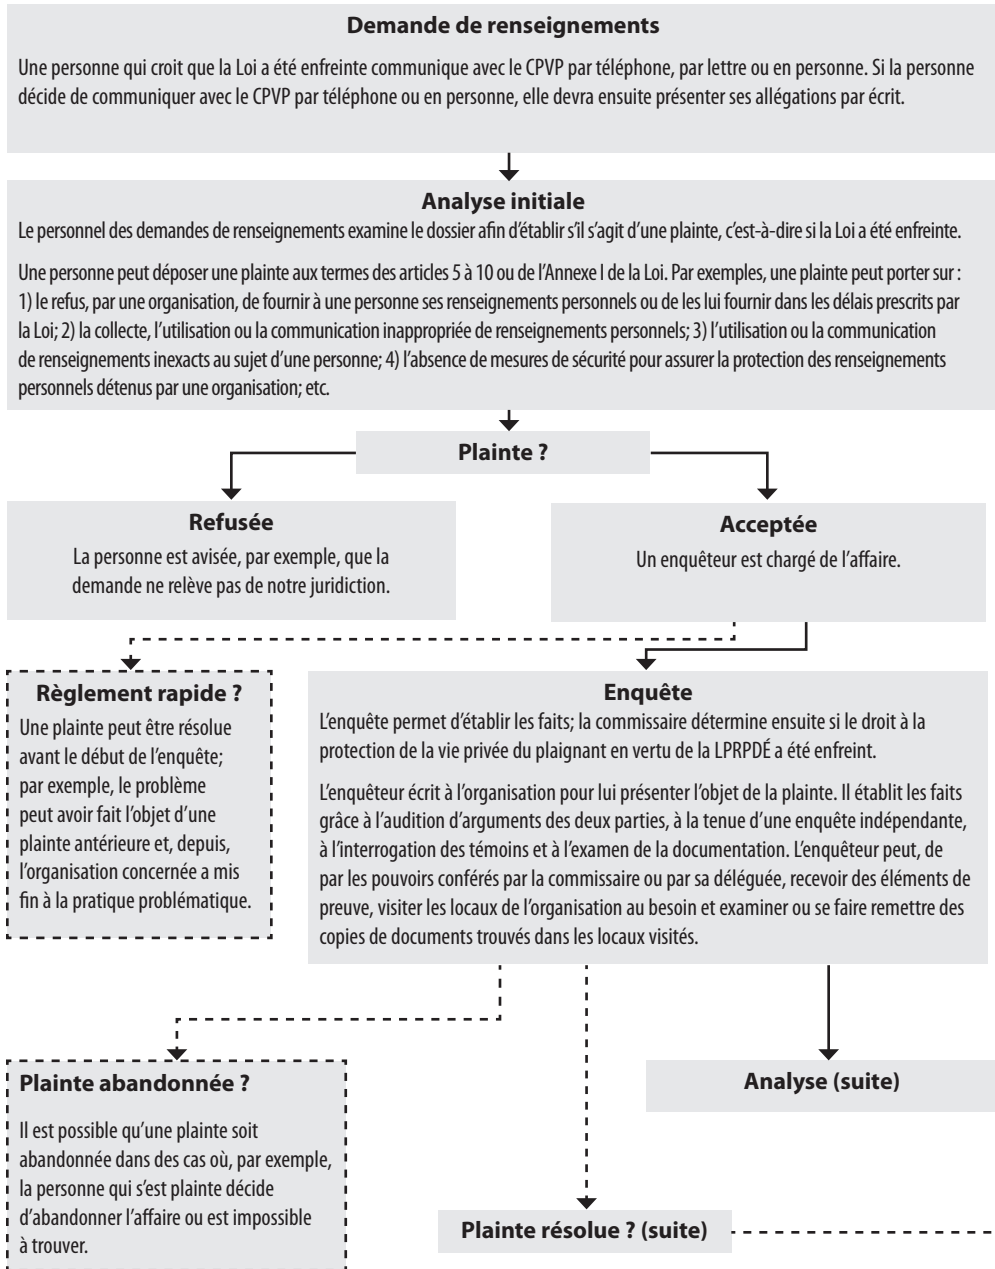 Demande de renseignements
Une personne qui croit que la Loi a été enfreinte communique avec le CPVP par téléphone, par lettre ou en personne. Si la personne
décide de communiquer avec le CPVP par téléphone ou en personne, elle devra ensuite présenter ses allégations par écrit.
Analyse initiale
Le personnel des demandes de renseignements examine le dossier afin d'établir s'il s'agit d'une plainte, c'est-à-dire si la Loi a été enfreinte.
Une personne peut déposer une plainte aux termes des articles 5 à 10 ou de l'Annexe I de la Loi. Par exemples, une plainte peut porter sur :
1) le refus, par une organisation, de fournir à une personne ses renseignements personnels ou de les lui fournir dans les délais prescrits par
la Loi; 2) la collecte, l'utilisation ou la communication inappropriée de renseignements personnels; 3) l'utilisation ou la communication
de renseignements inexacts au sujet d'une personne; 4) l'absence de mesures de sécurité pour assurer la protection des renseignements
personnels détenus par une organisation; etc.
Plainte ?
Refusée
La personne est avisée, par exemple, que la
demande ne relève pas de notre juridiction.
Acceptée
Un enquêteur est chargé de l'affaire.
Règlement rapide ?
Une plainte peut être résolue
avant le début de l'enquête;
par exemple, le problème
peut avoir fait l'objet d'une
plainte antérieure et, depuis,
l'organisation concernée a mis
fin à la pratique problématique.
Enquête
L'enquête permet d'établir les faits; la commissaire détermine ensuite si le droit à la
protection de la vie privée du plaignant en vertu de la LPRPDÉ a été enfreint.
L'enquêteur écrit à l'organisation pour lui présenter l'objet de la plainte. Il établit les faits
grâce à l'audition d'arguments des deux parties, à la tenue d'une enquête indépendante,
à l'interrogation des témoins et à l'examen de la documentation. L'enquêteur peut, de
par les pouvoirs conférés par la commissaire ou par sa déléguée, recevoir des éléments de
preuve, visiter les locaux de l'organisation au besoin et examiner ou se faire remettre des
copies de documents trouvés dans les locaux visités.
Plainte abandonnée ?
Il est possible qu'une plainte soit
abandonnée dans des cas où, par exemple,
la personne qui s'est plainte décide
d'abandonner l'affaire ou est impossible
à trouver.
Analyse (suite)
Plainte résolue ? (suite)